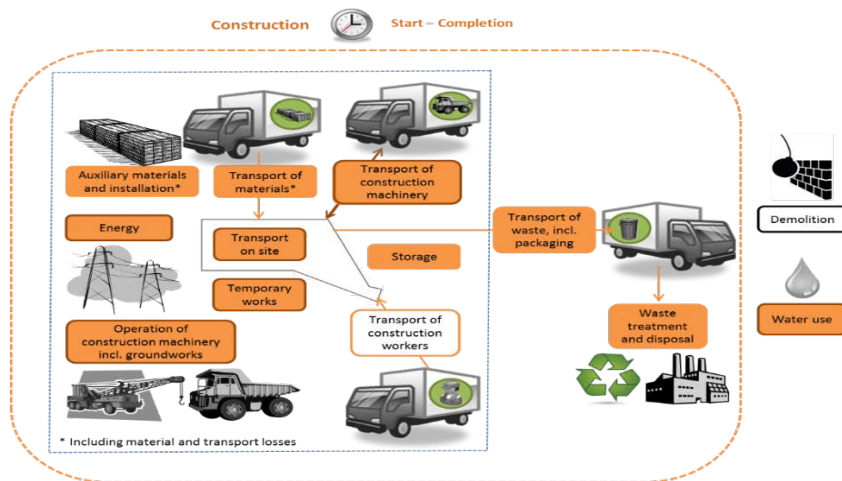 Construction
Start – Completion
Auxiliary materials
and installation*
Transport of
materials*
Transport of
construction
machinery
Energy
Transport
on site
Storage
Transport of
waste, incl.
packaging
Demolition
Temporary
works
Operation of
construction machinery
incl. groundworks
Transport of
construction
workers
Waste
treatment
and disposal
Water use
* Including material and transport losses